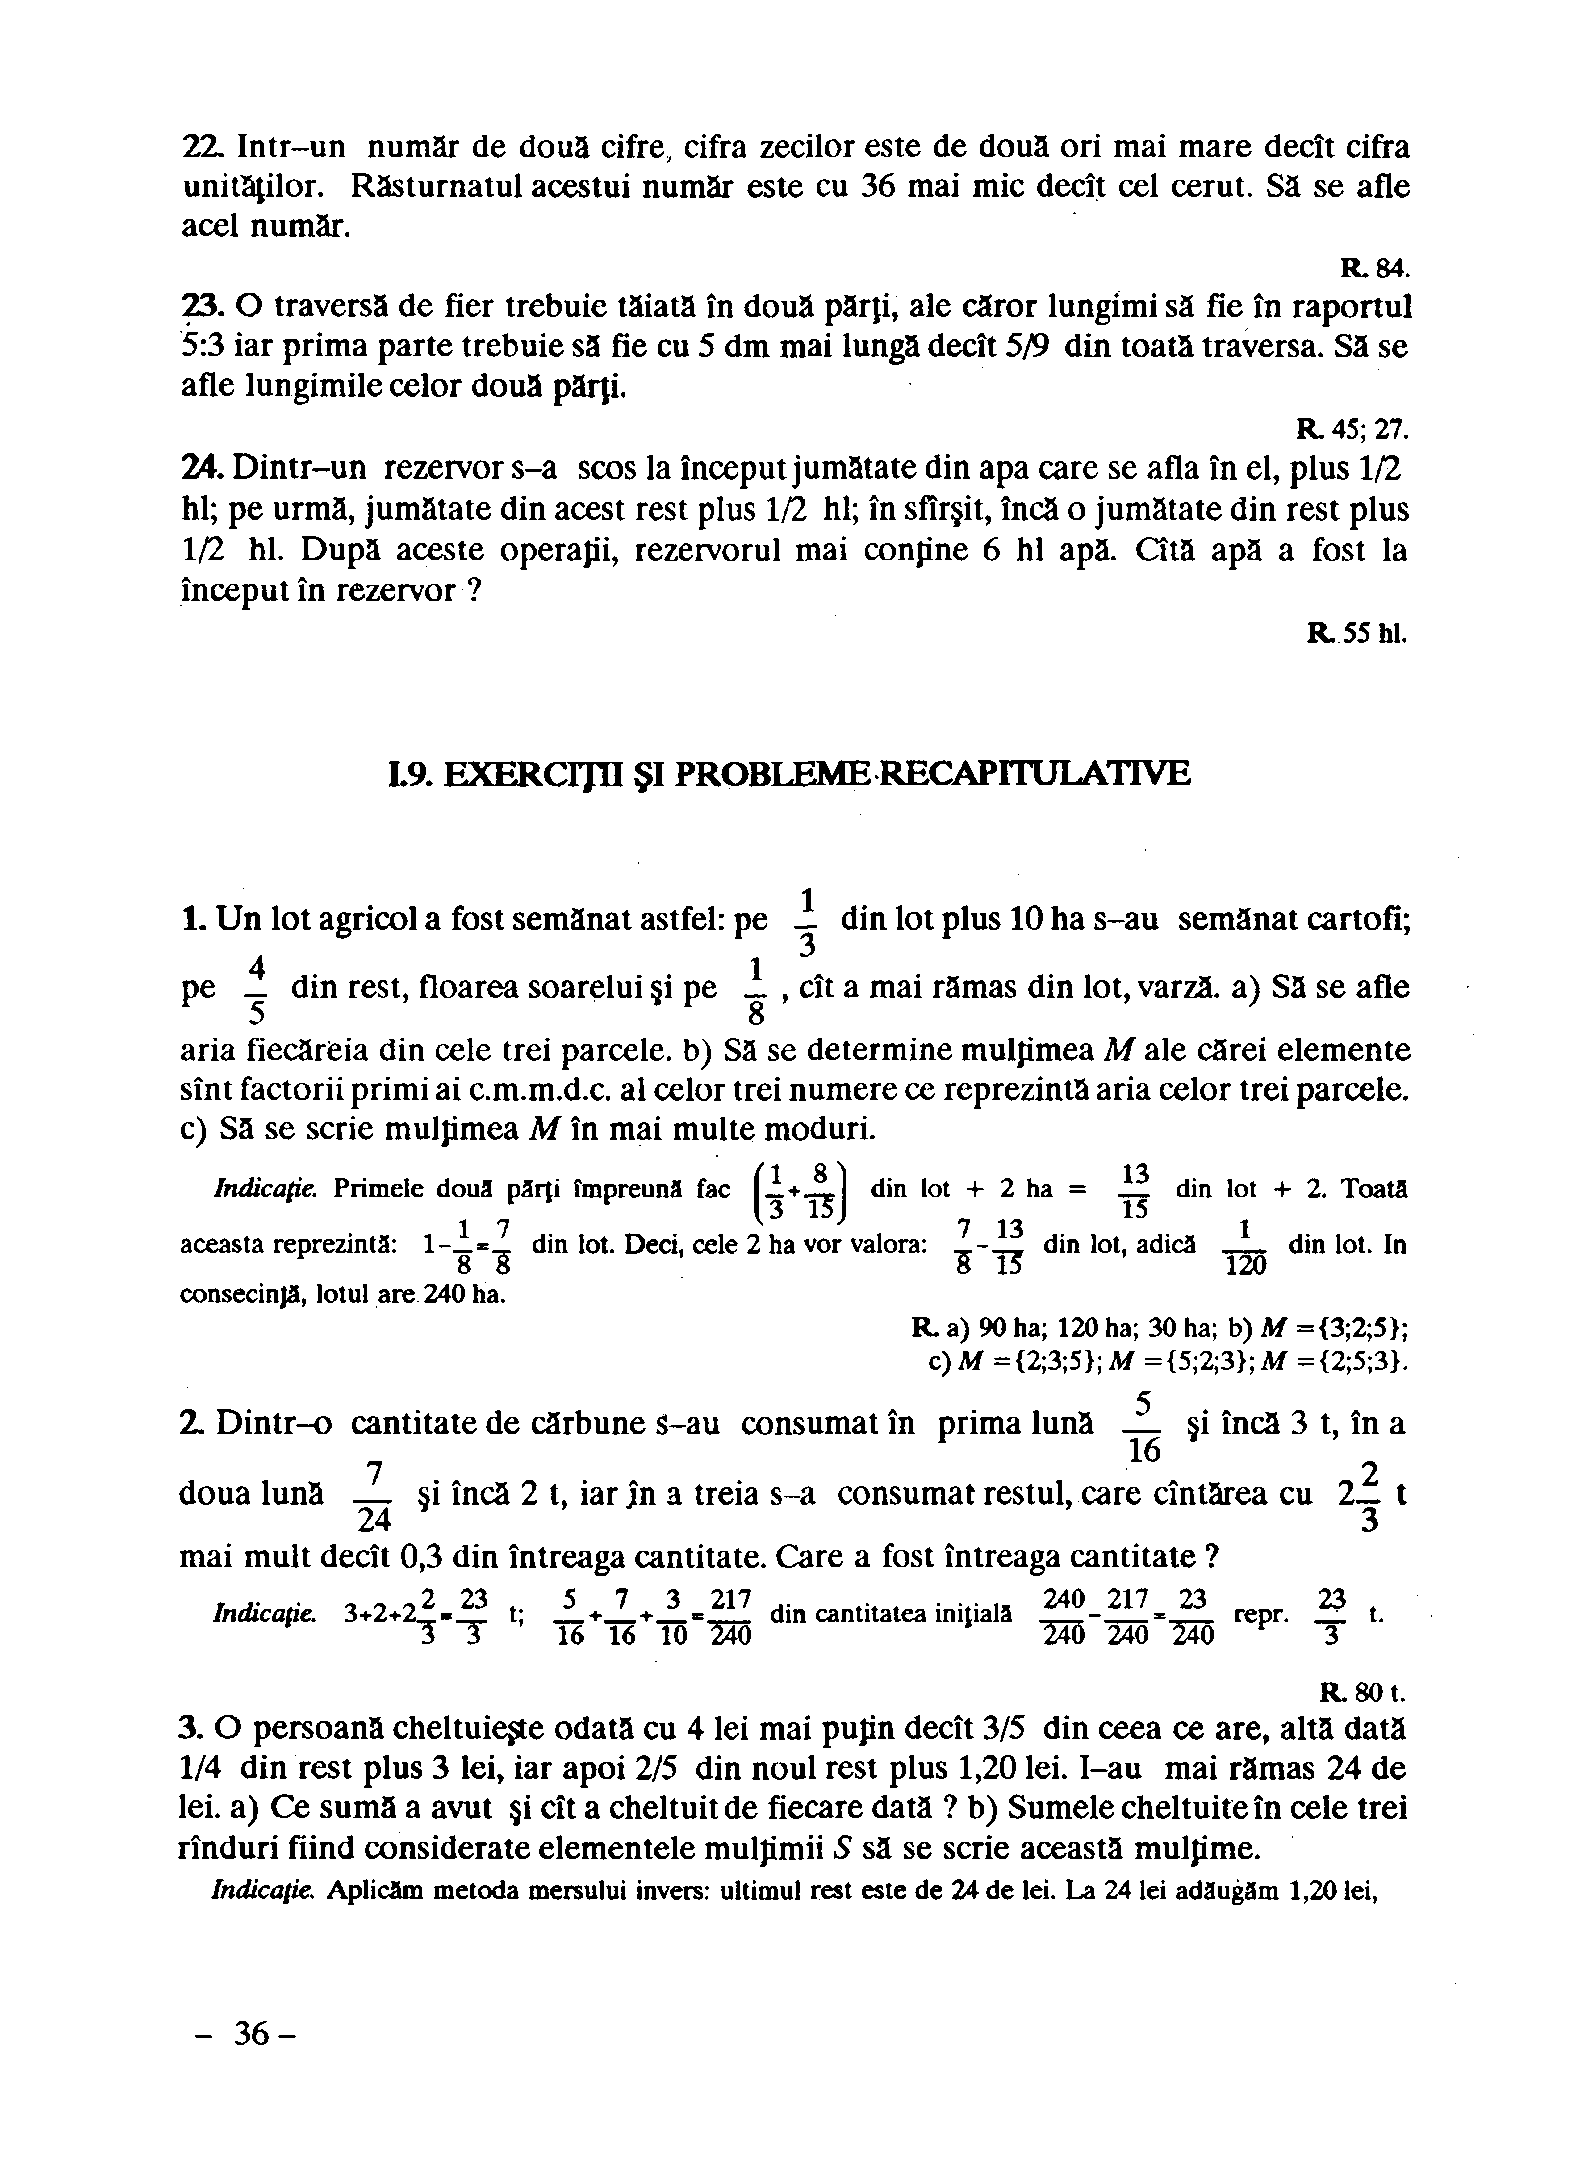 22. Intr–un număr de două cifre, cifra zecilor este de două ori mai mare decît cifra
unităţilor. Răsturnatul acestui număr este cu 36 mai mic decît cel cerut. Să se afle
acel număr.
R. 84.
23. O traversă de fier trebuie tăiată în două părţi, ale căror lungimi să fie în raportul
5:3 iar prima parte trebuie să fie cu 5 dm mai lungă decît 5/9 din toată traversa. Să se
afle lungimile celor două părţi.
R. 45; 27.
24. Dintr–un rezervor s–a scos la început jumătate din apa care se afla în el, plus 1/2
hl; pe urmă, jumătate din acest rest plus 1/2 hl; în sfîrşit, încă o jumătate din rest plus
1/2 hl. După aceste operaţii, rezervorul mai conţine 6 hl apă. Cîtă apă a fost la
început în rezervor ?
R. 55 hl.
I.9. EXERCIŢII ŞI PROBLEME RECAPITULATIVE
1. Un lot agricol a fost semănat astfel: pe 1/3 din lot plus 10 ha s–au semănat cartofi;
pe 4/5 din rest, floarea soarelui şi pe 1/8 , cît a mai rămas din lot, varză. a) Să se afle
aria fiecăreia din cele trei parcele. b) Să se determine mulţimea M ale cărei elemente
sînt factorii primi ai c.m.m.d.c. al celor trei numere ce reprezintă aria celor trei parcele.
c) Să se scrie mulţimea M în mai multe moduri.
Indicaţie. Primele două părţi împreună fac (1/3+8/15) din lot + 2 ha = 13/15 din lot + 2. Toată
aceasta reprezintă: 1-1/8=7/8 din lot. Deci, cele 2 ha vor valora: 7/8-13/15 din lot, adică 1/120 din lot. In
consecinţă, lotul are 240 ha.
R. a) 90 ha; 120 ha; 30 ha; b) M ={3;2;5};
c) M ={2;3;5}; M ={5;2;3}; M ={2;5;3}.
2. Dintr–o cantitate de cărbune s–au consumat în prima lună 5/16 şi încă 3 t, în a
doua lună 7/24 şi încă 2 t, iar în a treia s–a consumat restul, care cîntărea cu 2 2/3 t
mai mult decît 0,3 din întreaga cantitate. Care a fost întreaga cantitate ?
Indicaţie. 3+2+2 2/3=23/3 t; 5/16+7/16+3/10=217/240 din cantitatea iniţială 240/240-217/240=23/240 repr. 23/3 t.
R. 80 t.
3. O persoană cheltuieşte odată cu 4 lei mai puţin decît 3/5 din ceea ce are, altă dată
1/4 din rest plus 3 lei, iar apoi 2/5 din noul rest plus 1,20 lei. I–au mai rămas 24 de
lei. a) Ce sumă a avut şi cît a cheltuit de fiecare dată ? b) Sumele cheltuite în cele trei
rînduri fiind considerate elementele mulţimii S să se scrie această mulţime.
Indicaţie. Aplicăm metoda mersului invers: ultimul rest este de 24 de lei. La 24 lei adăugăm 1,20 lei,
– 36 –